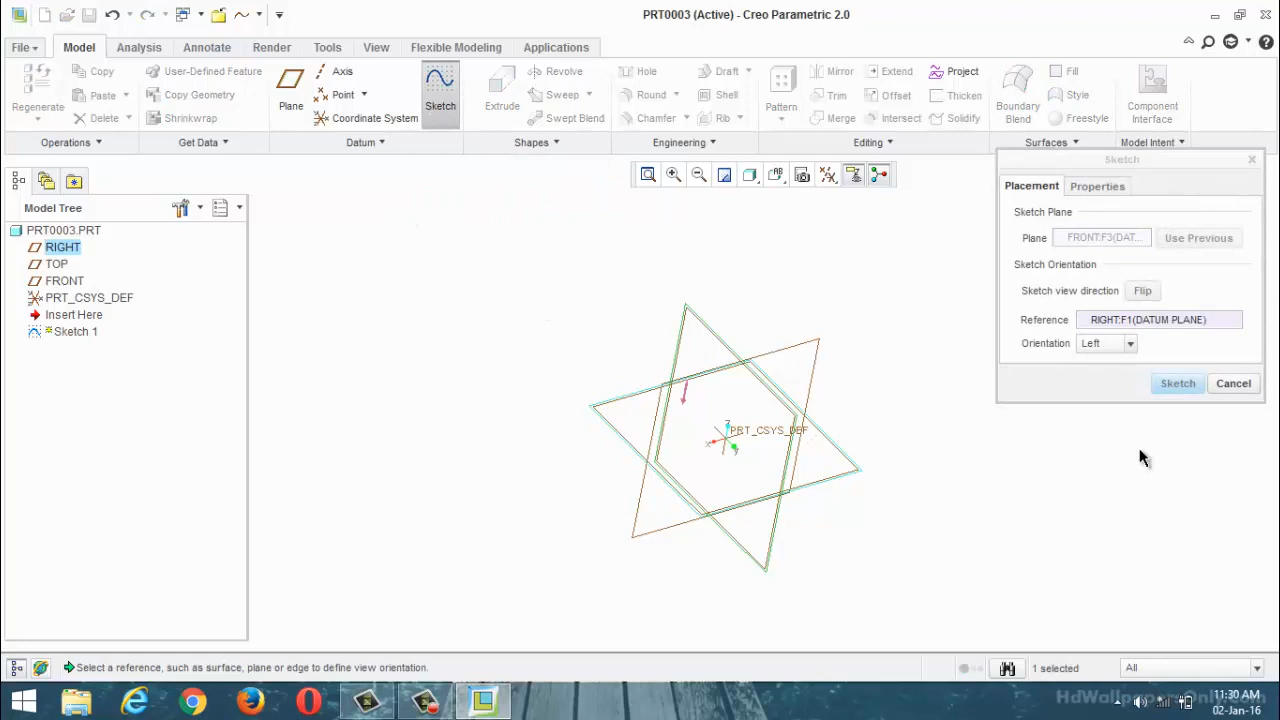 PRT0003 (Active) - Creo Parametric 2.0
File Model Analysis Annotate Render Tools View Flexible Modeling Applications
Regenerate
Copy
Paste
Delete
User-Defined Feature
Copy Geometry
Shrinkwrap
Plane
Axis
Point
Coordinate System
Sketch
Extrude
Revolve
Sweep
Swept Blend
Hole
Round
Chamfer
Draft
Shell
Rib
Pattern
Mirror
Trim
Merge
Extend
Offset
Intersect
Project
Thicken
Solidify
Boundary
Blend
Fill
Style
Freestyle
Component
Interface
Operations Get Data Datum Shapes Engineering Editing Surfaces Model Intent
Model Tree
PRT0003.PRT
RIGHT
TOP
FRONT
PRT_CSYS_DEF
Insert Here
Sketch 1
Z
PRT_CSYS_DEF
X
Y
Sketch
Placement Properties
Sketch Plane
Plane FRONT:F3(DAT... Use Previous
Sketch Orientation
Sketch view direction Flip
Reference RIGHT:F1(DATUM PLANE)
Orientation Left
Sketch Cancel
Select a reference, such as surface, plane or edge to define view orientation.
1 selected
All
HdWallpapersOnly.com
11:30 AM
02-Jan-16